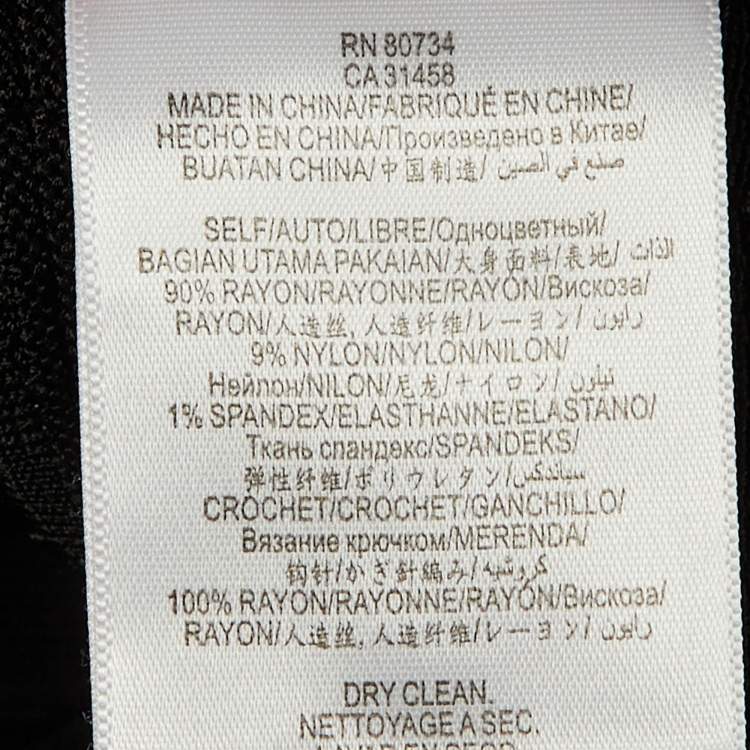 RN 80734
CA 31458
MADE IN CHINA/FABRIQUÉ EN CHINE/
HECHO EN CHINA/Произведено в Китае/
BUATAN CHINA/中国制造/ صنع في الصين
SELF/AUTO/LIBRE/Одноцветный/
BAGIAN UTAMA PAKAIAN/大身面料/表地/ الذات
90% RAYON/RAYONNE/RAYÓN/Вискоза/
RAYON/人造丝, 人造纤维/レーヨン/ رايون
9% NYLON/NYLON/NILON/
Нейлон/NILON/尼龙/ナイロン/ نيلون
1% SPANDEX/ELASTHANNE/ELASTANO/
Ткань спандекс/SPANDEKS/
弹性纤维/ポリウレタン/ سباندكس
CROCHET/CROCHET/GANCHILLO/
Вязание крючком/MERENDA/
钩针/かぎ針編み/ كروشيه
100% RAYON/RAYONNE/RAYÓN/Вискоза/
RAYON/人造丝, 人造纤维/レーヨン/ رايون
DRY CLEAN.
NETTOYAGE A SEC.